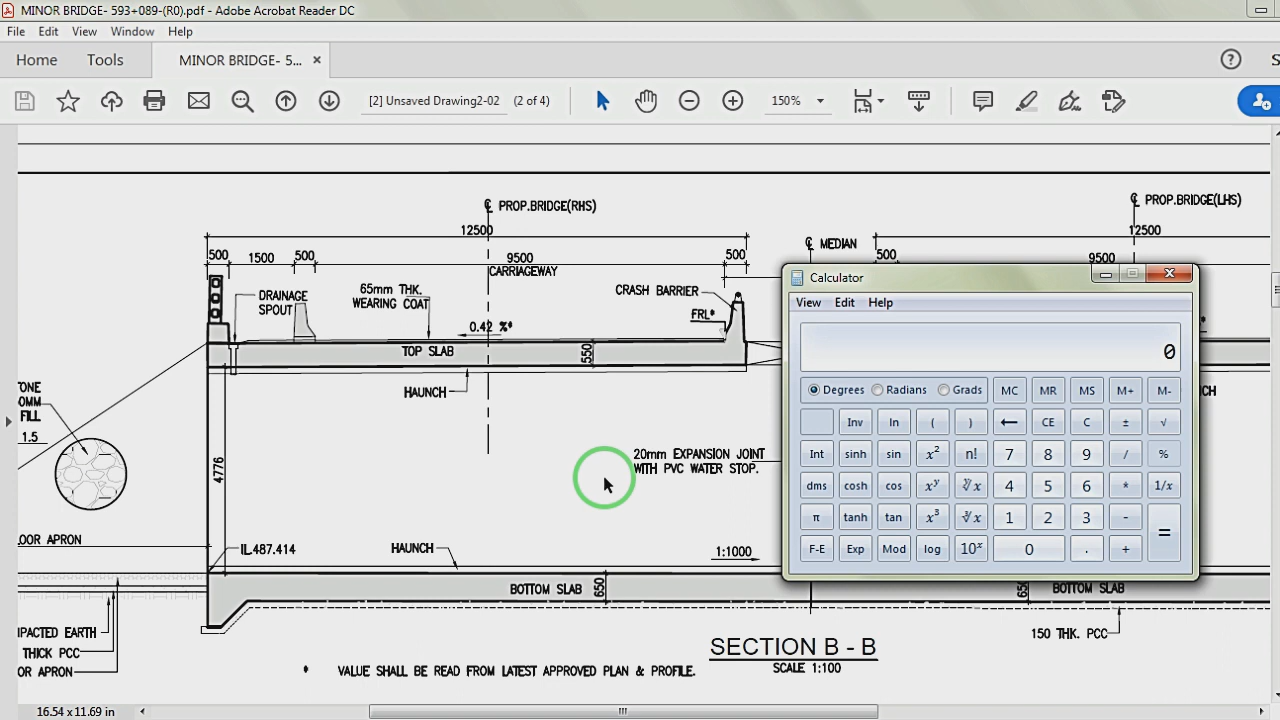 MINOR BRIDGE- 593+089-(R0).pdf - Adobe Acrobat Reader DC
File Edit View Window Help
Home Tools MINOR BRIDGE- 5... ×
[2] Unsaved Drawing2-02 (2 of 4) 150%
PROP.BRIDGE(RHS)
PROP.BRIDGE(LHS)
12500
12500
MEDIAN
500 1500 500 9500 500
CARRIAGEWAY
500 9500
DRAINAGE
SPOUT
65mm THK.
WEARING COAT
CRASH BARRIER
FRL*
0.42 %*
TOP SLAB
550
HAUNCH
FILL
1.5
4776
20mm EXPANSION JOINT
WITH PVC WATER STOP.
IL.487.414
HAUNCH
1:1000
BOTTOM SLAB
650
BOTTOM SLAB
650
THICK PCC
150 THK. PCC
SECTION B - B
SCALE 1:100
* VALUE SHALL BE READ FROM LATEST APPROVED PLAN & PROFILE.
16.54 x 11.69 in
Calculator
View Edit Help
0
Degrees Radians Grads MC MR MS M+ M-
Inv ln ( ) ← CE C ± √
Int sinh sin x² n! 7 8 9 / %
dms cosh cos xʸ ʸ√x 4 5 6 * 1/x
π tanh tan x³ ³√x 1 2 3 - =
F-E Exp Mod log 10ˣ 0 . +